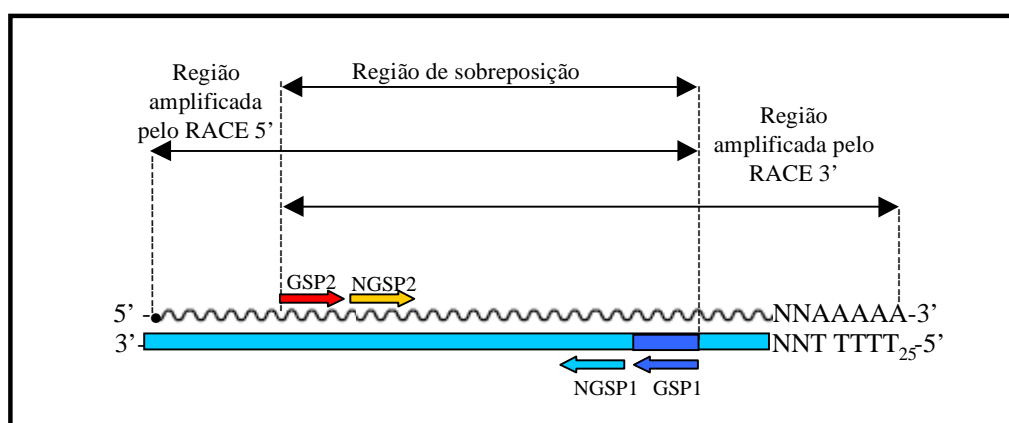 Região
amplificada
pelo RACE 5’
Região de sobreposição
Região
amplificada pelo
RACE 3’
GSP2
NGSP2
5’
NNAAAAA-3’
3’
NNT TTTT25-5’
NGSP1
GSP1